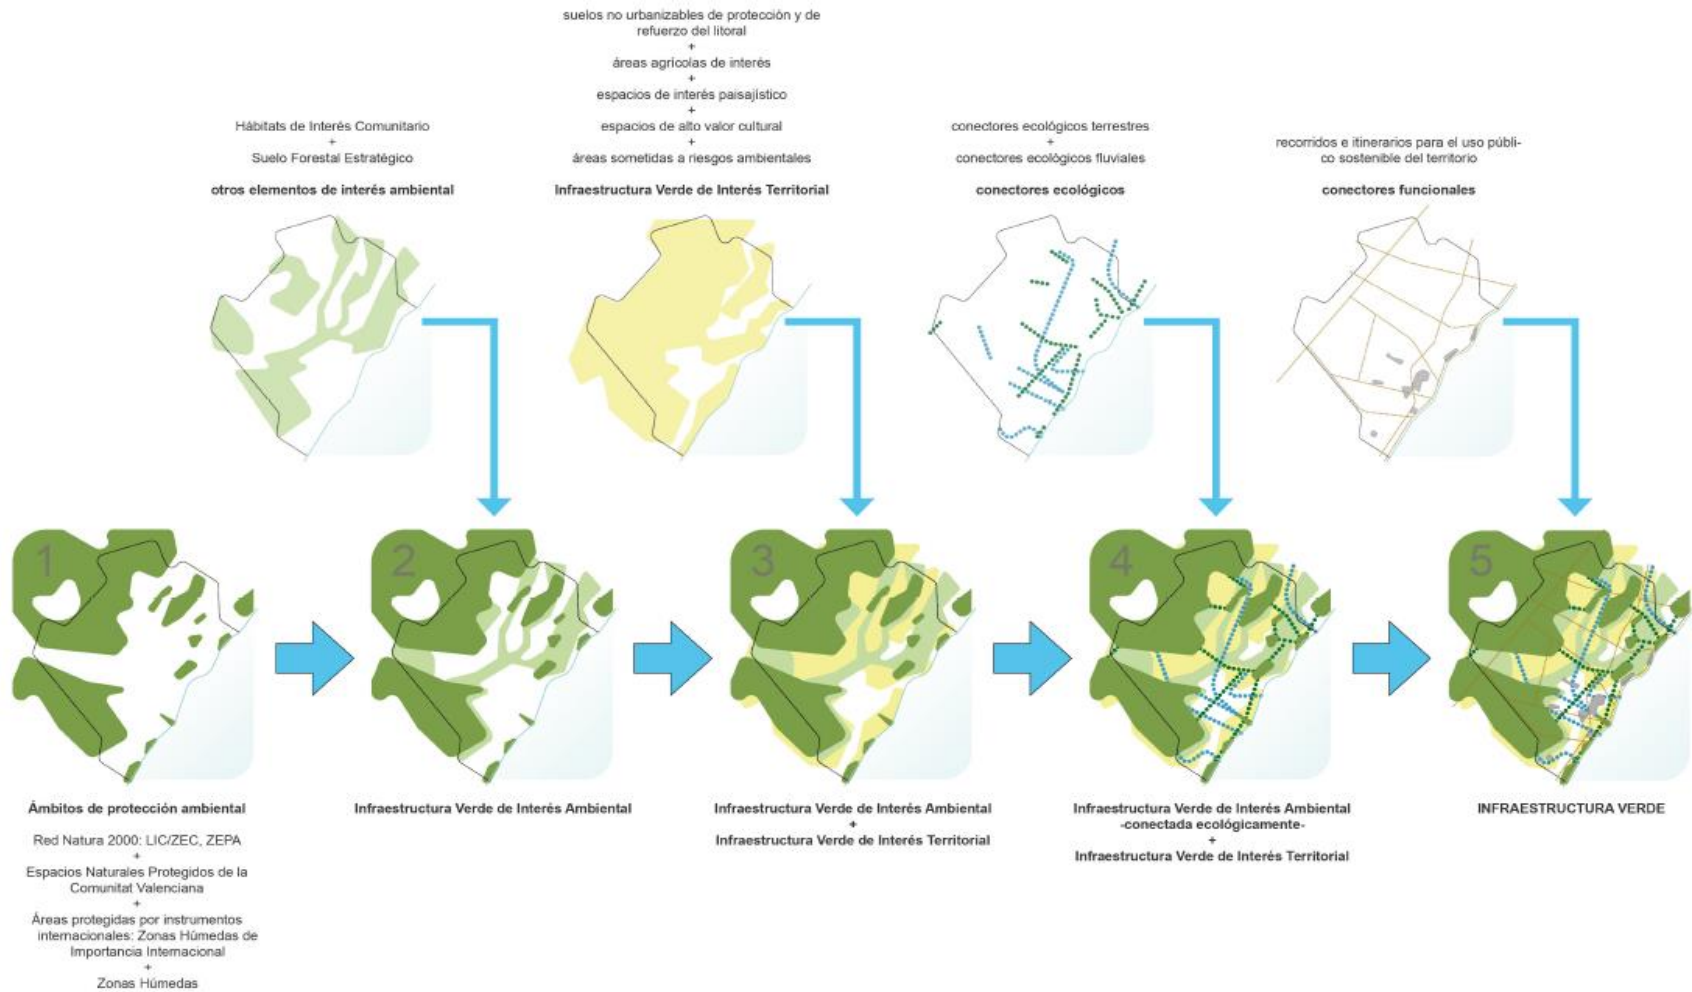 suelos no urbanizables de protección y de
refuerzo del litoral
+
áreas agrícolas de interés
+
espacios de interés paisajístico
+
espacios de alto valor cultural
+
áreas sometidas a riesgos ambientales
Infraestructura Verde de Interés Territorial
Hábitats de Interés Comunitario
+
Suelo Forestal Estratégico
otros elementos de interés ambiental
conectores ecológicos terrestres
+
conectores ecológicos fluviales
conectores ecológicos
recorridos e itinerarios para el uso públi-
co sostenible del territorio
conectores funcionales
1
2
3
4
5
Ámbitos de protección ambiental
Red Natura 2000: LIC/ZEC, ZEPA
+
Espacios Naturales Protegidos de la
Comunitat Valenciana
+
Áreas protegidas por instrumentos
internacionales: Zonas Húmedas de
Importancia Internacional
+
Zonas Húmedas
Infraestructura Verde de Interés Ambiental
Infraestructura Verde de Interés Ambiental
+
Infraestructura Verde de Interés Territorial
Infraestructura Verde de Interés Ambiental
-conectada ecológicamente-
+
Infraestructura Verde de Interés Territorial
INFRAESTRUCTURA VERDE